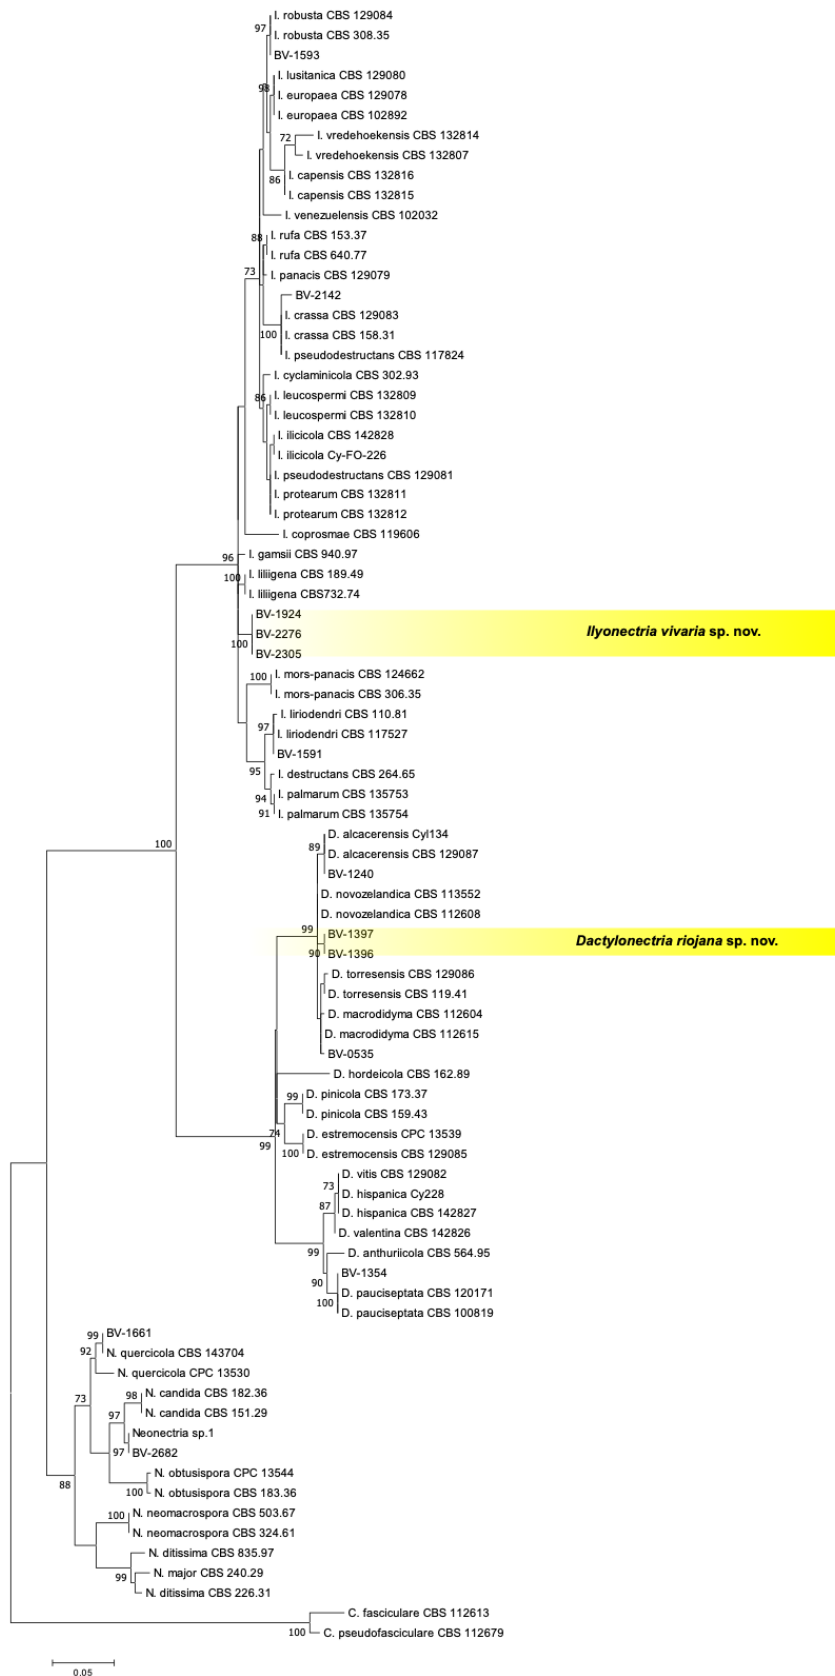 I. robusta CBS 129084
97
I. robusta CBS 308.35
BV-1593
I. lusitanica CBS 129080
98
I. europaea CBS 129078
I. europaea CBS 102892
72
I. vredehoekensis CBS 132814
I. vredehoekensis CBS 132807
86
I. capensis CBS 132816
I. capensis CBS 132815
I. venezuelensis CBS 102032
88
I. rufa CBS 153.37
I. rufa CBS 640.77
73
I. panacis CBS 129079
BV-2142
I. crassa CBS 129083
100
I. crassa CBS 158.31
I. pseudodestructans CBS 117824
I. cyclaminicola CBS 302.93
86
I. leucospermi CBS 132809
I. leucospermi CBS 132810
I. ilicicola CBS 142828
I. ilicicola Cy-FO-226
I. pseudodestructans CBS 129081
I. protearum CBS 132811
I. protearum CBS 132812
I. coprosmae CBS 119606
96
I. gamsii CBS 940.97
100
I. liliigena CBS 189.49
I. liliigena CBS732.74
BV-1924
BV-2276
Ilyonectria vivaria sp. nov.
100
BV-2305
100
I. mors-panacis CBS 124662
I. mors-panacis CBS 306.35
I. liriodendri CBS 110.81
97
I. liriodendri CBS 117527
BV-1591
95
I. destructans CBS 264.65
94
I. palmarum CBS 135753
91
I. palmarum CBS 135754
D. alcacerensis Cyl134
89
D. alcacerensis CBS 129087
100
BV-1240
D. novozelandica CBS 113552
D. novozelandica CBS 112608
99
BV-1397
Dactylonectria riojana sp. nov.
90
BV-1396
D. torresensis CBS 129086
D. torresensis CBS 119.41
D. macrodidyma CBS 112604
D. macrodidyma CBS 112615
BV-0535
D. hordeicola CBS 162.89
99
D. pinicola CBS 173.37
D. pinicola CBS 159.43
74
D. estremocensis CPC 13539
99
100
D. estremocensis CBS 129085
D. vitis CBS 129082
73
D. hispanica Cy228
87
D. hispanica CBS 142827
D. valentina CBS 142826
99
D. anthuriicola CBS 564.95
90
BV-1354
D. pauciseptata CBS 120171
100
D. pauciseptata CBS 100819
99
BV-1661
92
N. quercicola CBS 143704
N. quercicola CPC 13530
73
98
N. candida CBS 182.36
97
N. candida CBS 151.29
Neonectria sp.1
97
BV-2682
N. obtusispora CPC 13544
88
100
N. obtusispora CBS 183.36
100
N. neomacrospora CBS 503.67
N. neomacrospora CBS 324.61
N. ditissima CBS 835.97
99
N. major CBS 240.29
N. ditissima CBS 226.31
C. fasciculare CBS 112613
100
C. pseudofasciculare CBS 112679
0.05